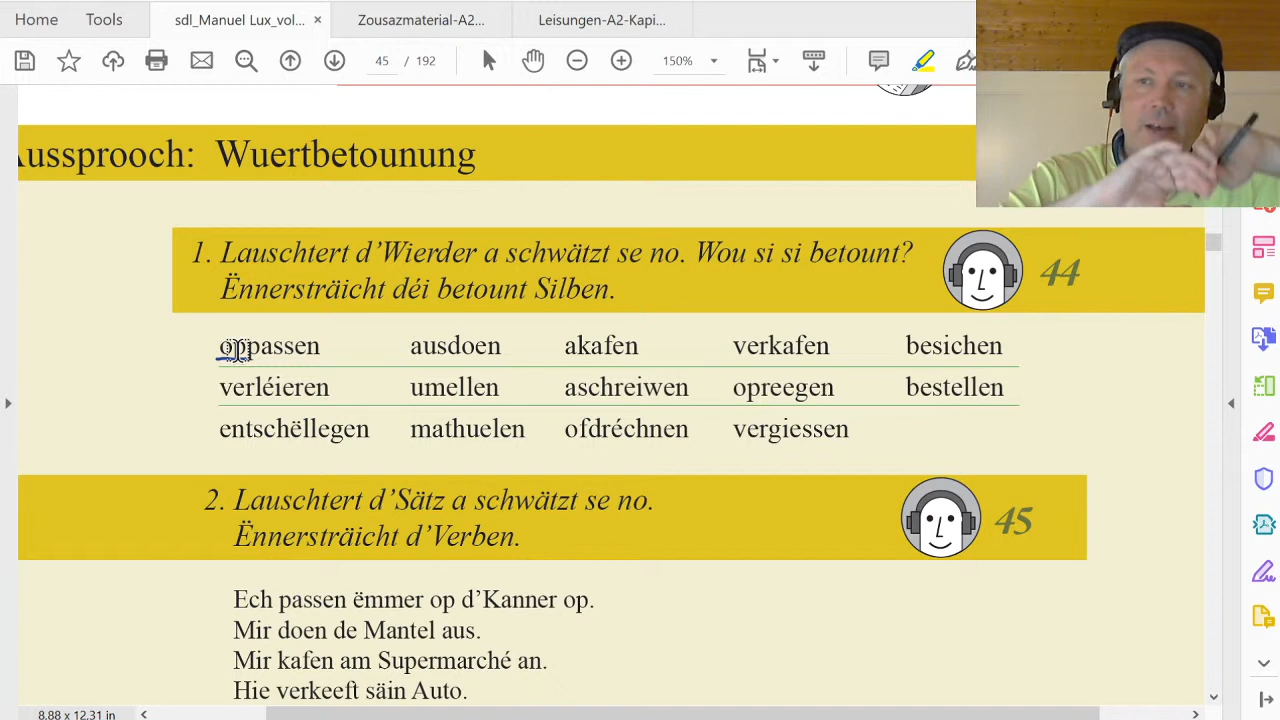 Home Tools sdl_Manuel Lux_vol... × Zousazmaterial-A2... Leisungen-A2-Kapi...
45 / 192 150%
Aussprooch: Wuertbetounung
1. Lauschtert d'Wierder a schwätzt se no. Wou si si betount?
Ënnersträicht déi betount Silben.
44
oppassen ausdoen akafen verkafen besichen
verléieren umellen aschreiwen opreegen bestellen
entschëllegen mathuelen ofdréchnen vergiessen
2. Lauschtert d'Sätz a schwätzt se no.
Ënnersträicht d'Verben.
45
Ech passen ëmmer op d'Kanner op.
Mir doen de Mantel aus.
Mir kafen am Supermarché an.
Hie verkeeft säin Auto.
8.88 x 12.31 in